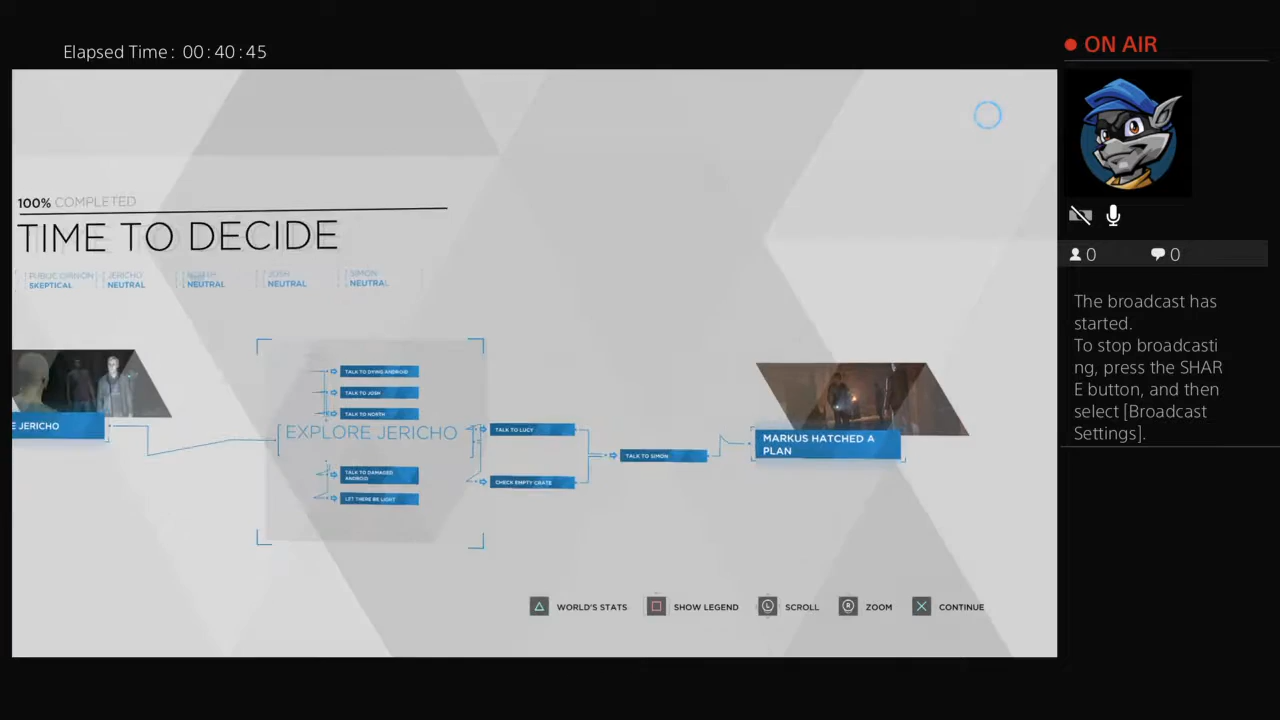 Elapsed Time: 00:40:45
ON AIR
100% COMPLETED
TIME TO DECIDE
PUBLIC OPINION
SKEPTICAL
JERICHO
NEUTRAL
NORTH
NEUTRAL
JOSH
NEUTRAL
SIMON
NEUTRAL
0
0
The broadcast has
started.
To stop broadcasti
ng, press the SHAR
E button, and then
select [Broadcast
Settings].
E JERICHO
TALK TO DYING ANDROID
TALK TO JOSH
TALK TO NORTH
EXPLORE JERICHO
TALK TO DAMAGED
ANDROID
LET THERE BE LIGHT
TALK TO LUCY
CHECK EMPTY CRATE
TALK TO SIMON
MARKUS HATCHED A
PLAN
WORLD'S STATS
SHOW LEGEND
L
SCROLL
R
ZOOM
CONTINUE